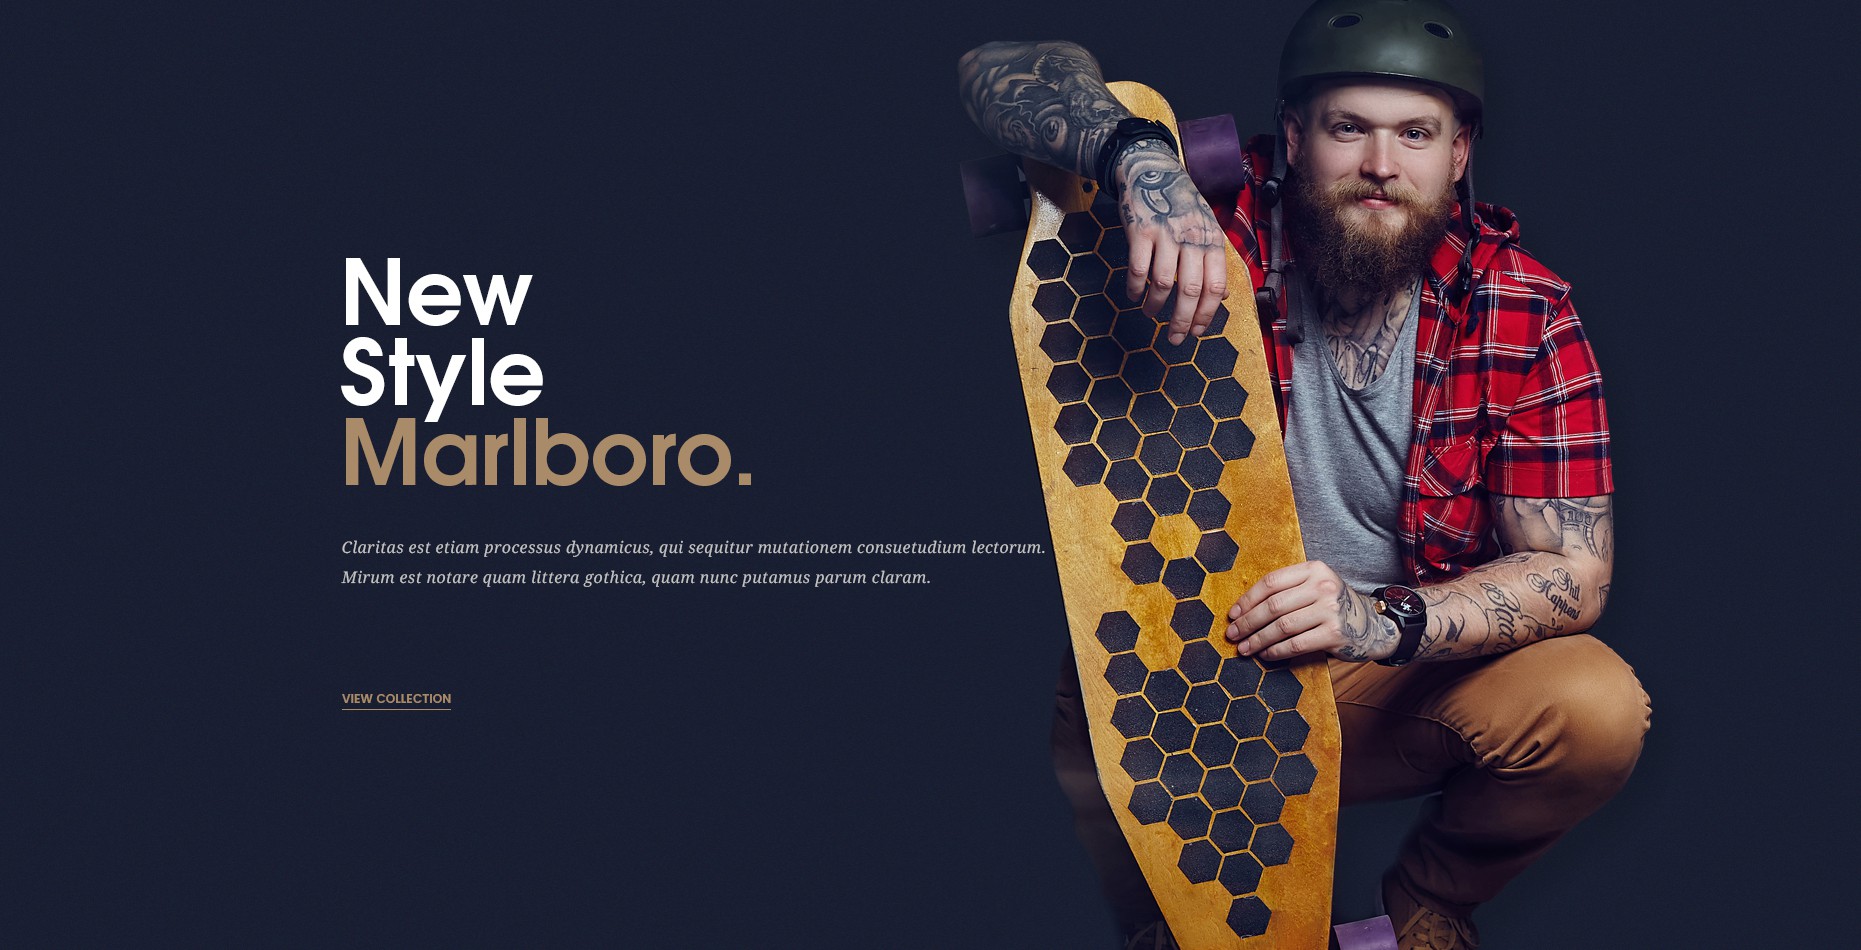 New
Style
Marlboro.
Claritas est etiam processus dynamicus, qui sequitur mutationem consuetudium lectorum.
Mirum est notare quam littera gothica, quam nunc putamus parum claram.
VIEW COLLECTION